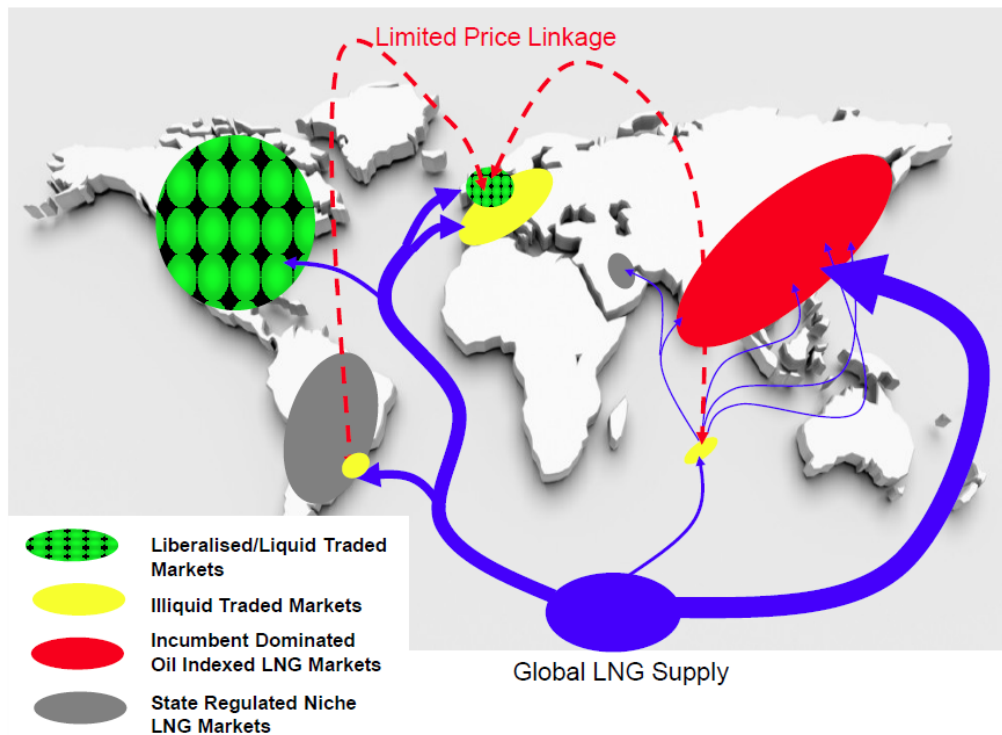 Limited Price Linkage
Liberalised/Liquid Traded
Markets
Illiquid Traded Markets
Incumbent Dominated
Oil Indexed LNG Markets
State Regulated Niche
LNG Markets
Global LNG Supply